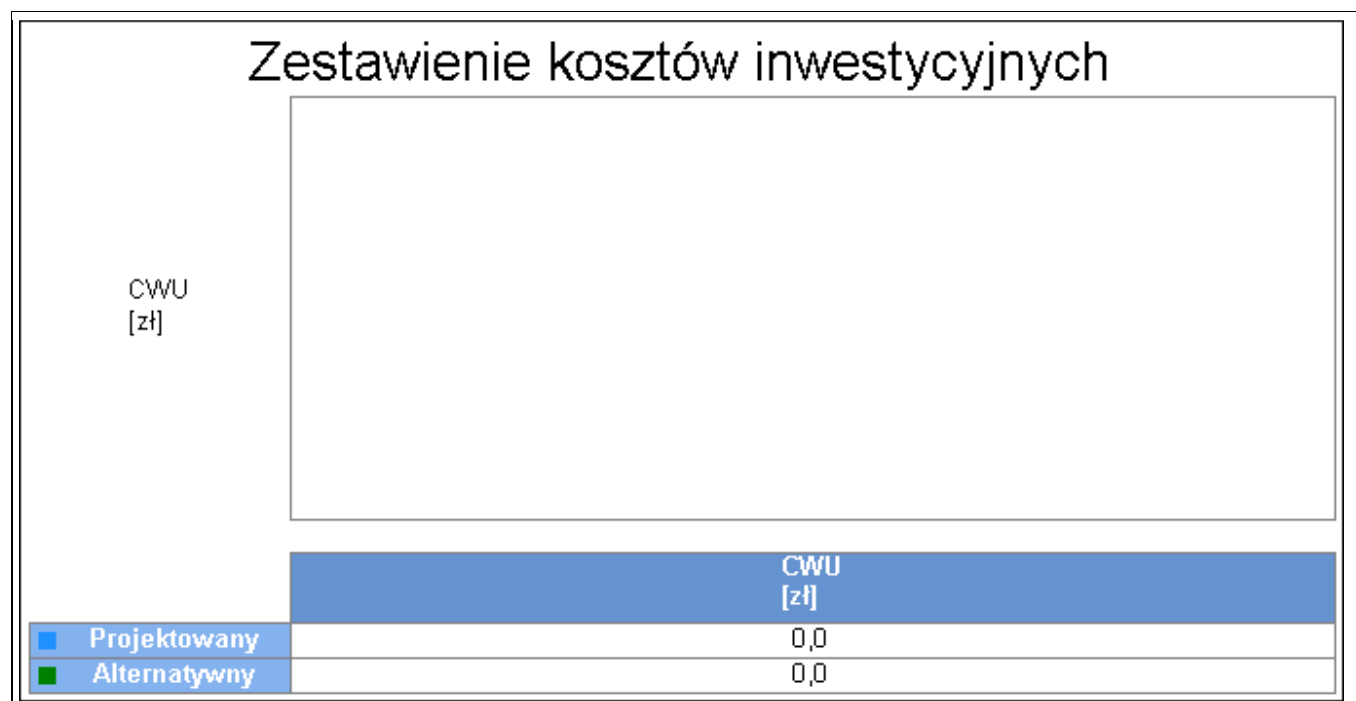 Zestawienie kosztów inwestycyjnych
CWU
[zł]
CWU
[zł]
Projektowany 0,0
Alternatywny 0,0